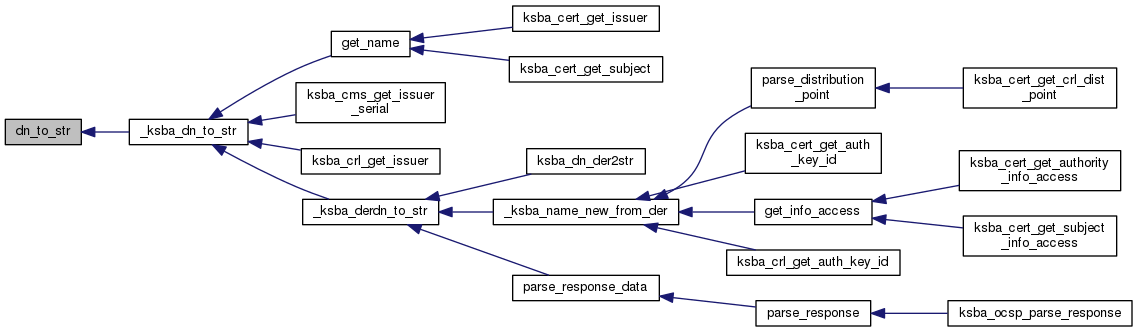 dn_to_str
_ksba_dn_to_str
get_name
ksba_cert_get_issuer
ksba_cert_get_subject
ksba_cms_get_issuer
_serial
ksba_crl_get_issuer
_ksba_derdn_to_str
ksba_dn_der2str
_ksba_name_new_from_der
parse_distribution
_point
ksba_cert_get_crl_dist
_point
ksba_cert_get_auth
_key_id
get_info_access
ksba_cert_get_authority
_info_access
ksba_cert_get_subject
_info_access
ksba_crl_get_auth_key_id
parse_response_data
parse_response
ksba_ocsp_parse_response